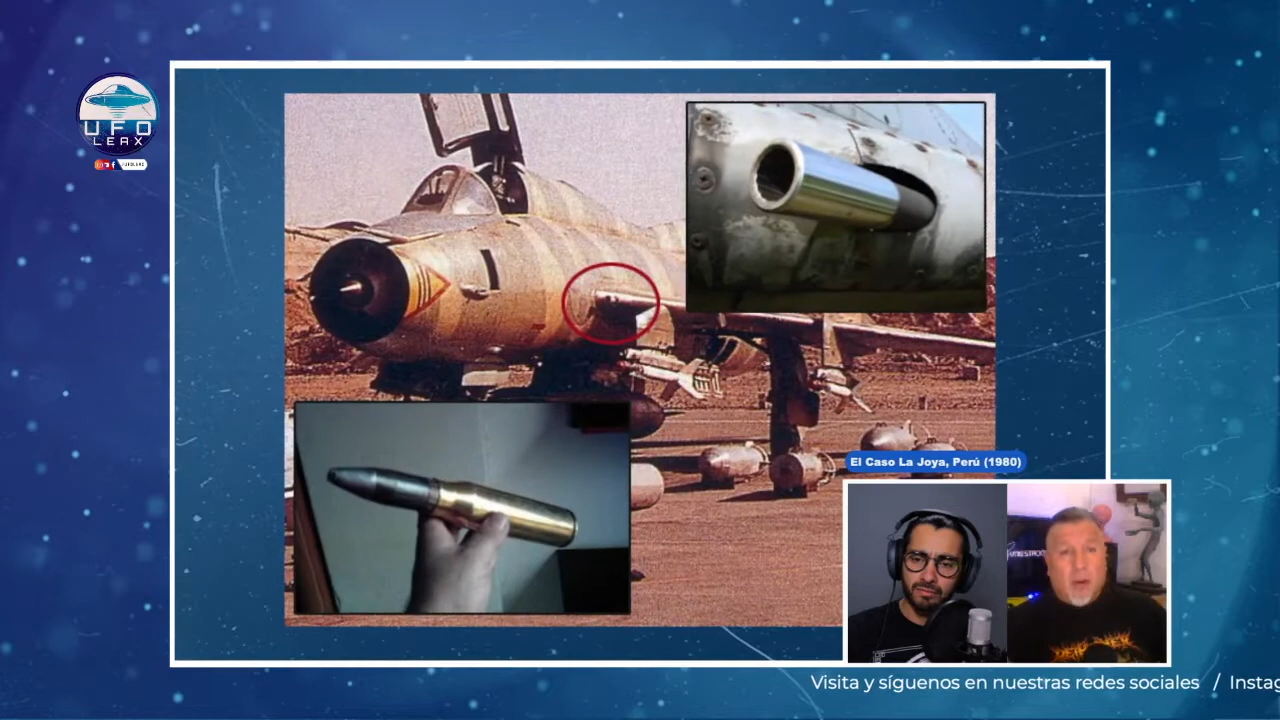 UFO
LEAX
El Caso La Joya, Perú (1980)
Visita y síguenos en nuestras redes sociales / Instag